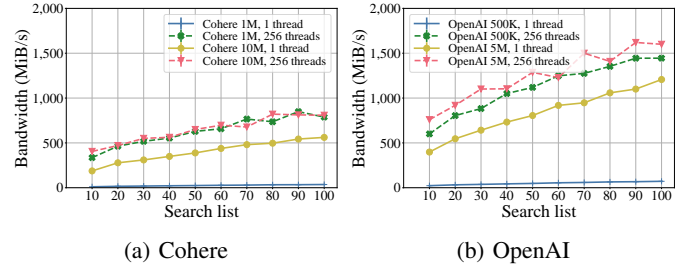 Bandwidth (MiB/s)
2,000
1,500
1,000
500
0
Cohere 1M, 1 thread
Cohere 1M, 256 threads
Cohere 10M, 1 thread
Cohere 10M, 256 threads
10 20 30 40 50 60 70 80 90 100
Search list
(a) Cohere
Bandwidth (MiB/s)
2,000
1,500
1,000
500
0
OpenAI 500K, 1 thread
OpenAI 500K, 256 threads
OpenAI 5M, 1 thread
OpenAI 5M, 256 threads
10 20 30 40 50 60 70 80 90 100
Search list
(b) OpenAI